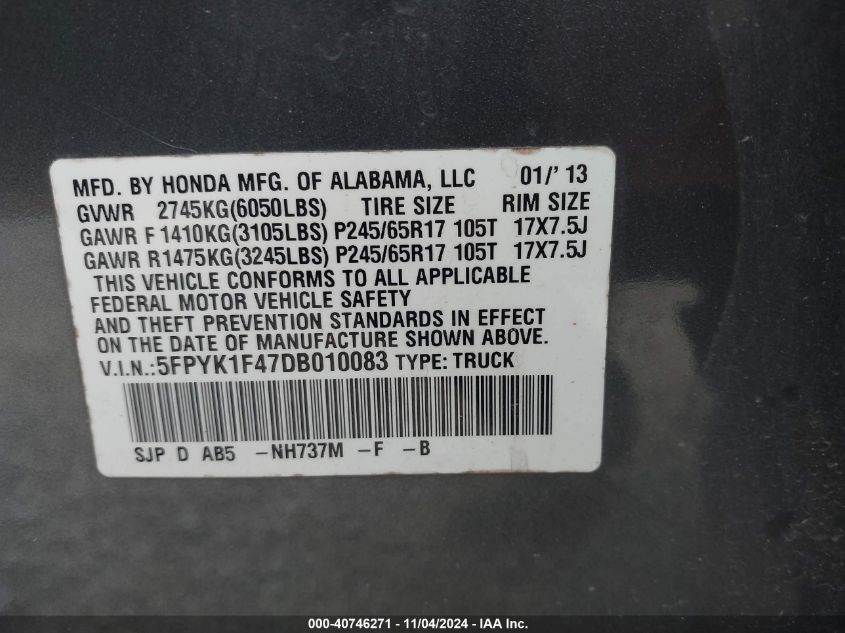 MFD. BY HONDA MFG. OF ALABAMA, LLC 01/'13
GVWR 2745KG(6050LBS) TIRE SIZE RIM SIZE
GAWR F 1410KG(3105LBS) P245/65R17 105T 17X7.5J
GAWR R1475KG(3245LBS) P245/65R17 105T 17X7.5J
THIS VEHICLE CONFORMS TO ALL APPLICABLE
FEDERAL MOTOR VEHICLE SAFETY
AND THEFT PREVENTION STANDARDS IN EFFECT
ON THE DATE OF MANUFACTURE SHOWN ABOVE.
V.I.N.:5FPYK1F47DB010083 TYPE: TRUCK
SJP D AB5 -NH737M -F -B
000-40746271 - 11/04/2024 - IAA Inc.